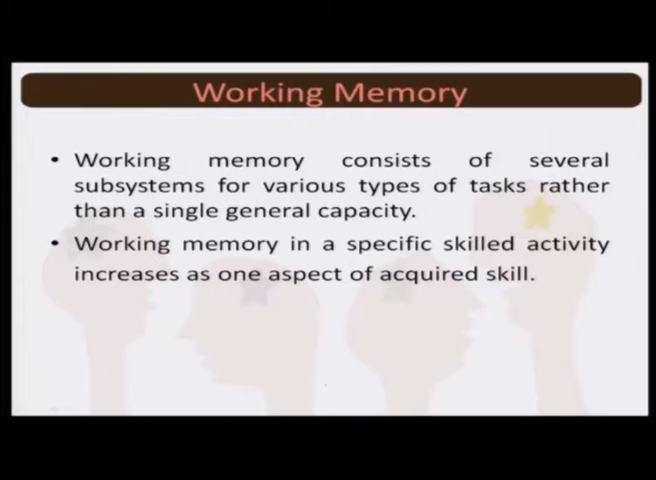 Working Memory
• Working memory consists of several
subsystems for various types of tasks rather
than a single general capacity.
• Working memory in a specific skilled activity
increases as one aspect of acquired skill.